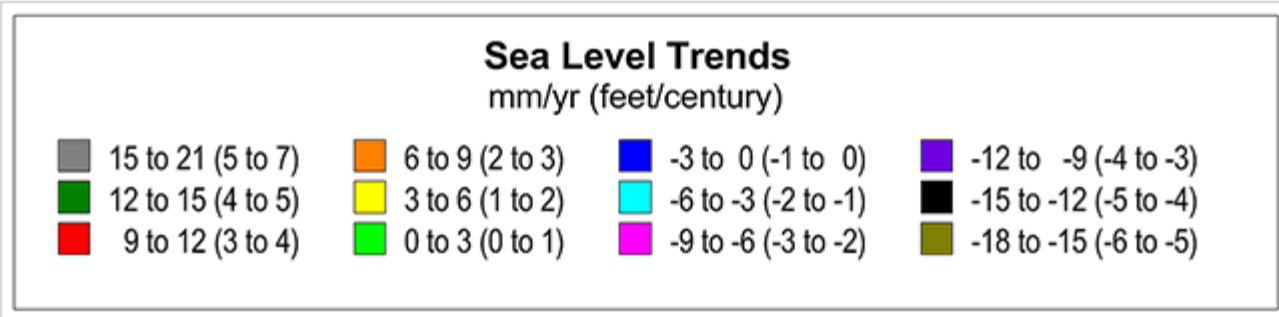 Sea Level Trends
mm/yr (feet/century)
15 to 21 (5 to 7) 6 to 9 (2 to 3) -3 to 0 (-1 to 0) -12 to -9 (-4 to -3)
12 to 15 (4 to 5) 3 to 6 (1 to 2) -6 to -3 (-2 to -1) -15 to -12 (-5 to -4)
9 to 12 (3 to 4) 0 to 3 (0 to 1) -9 to -6 (-3 to -2) -18 to -15 (-6 to -5)